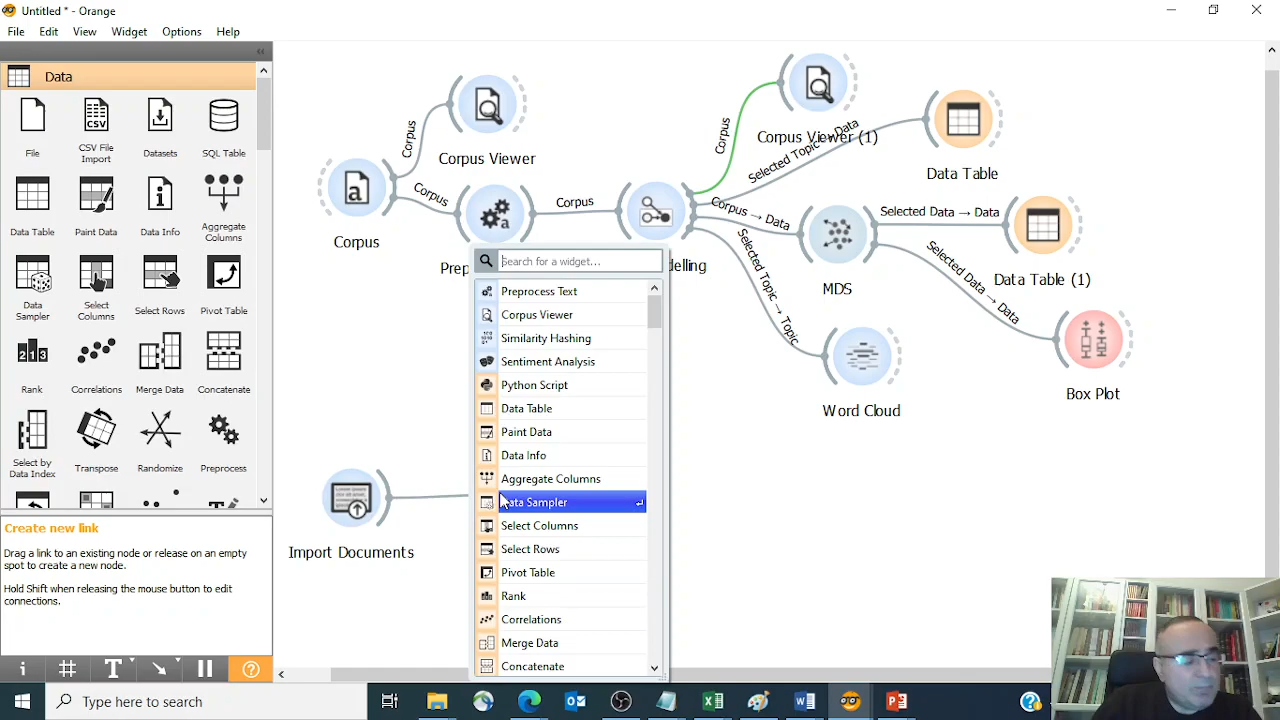 Untitled * - Orange
File Edit View Widget Options Help
Data
File
CSV File Import
Datasets
SQL Table
Data Table
Paint Data
Data Info
Aggregate Columns
Data Sampler
Select Columns
Select Rows
Pivot Table
Rank
Correlations
Merge Data
Concatenate
Select by Data Index
Transpose
Randomize
Preprocess
Create new link
Drag a link to an existing node or release on an empty
spot to create a new node.
Hold Shift when releasing the mouse button to edit
connections.
Corpus
Corpus Viewer
Corpus
Corpus
Corpus
Prep
delling
Corpus
Corpus Viewer (1)
Selected Topic → Data
Data Table
Corpus → Data
MDS
Selected Data → Data
Data Table (1)
Selected Data → Data
Box Plot
Selected Topic → Topic
Word Cloud
Import Documents
Search for a widget...
Preprocess Text
Corpus Viewer
Similarity Hashing
Sentiment Analysis
Python Script
Data Table
Paint Data
Data Info
Aggregate Columns
Data Sampler
Select Columns
Select Rows
Pivot Table
Rank
Correlations
Merge Data
Concatenate
Type here to search